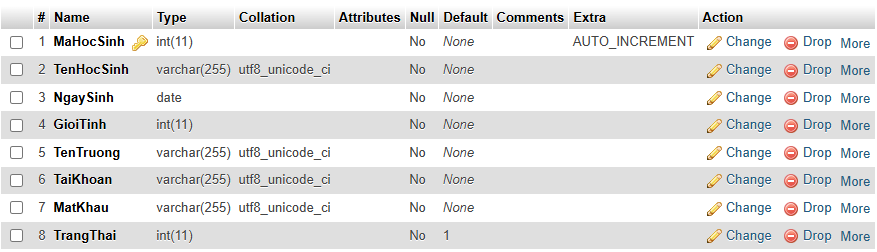 # Name Type Collation Attributes Null Default Comments Extra Action
1 MaHocSinh int(11) No None AUTO_INCREMENT Change Drop More
2 TenHocSinh varchar(255) utf8_unicode_ci No None Change Drop More
3 NgaySinh date No None Change Drop More
4 GioiTinh int(11) No None Change Drop More
5 TenTruong varchar(255) utf8_unicode_ci No None Change Drop More
6 TaiKhoan varchar(255) utf8_unicode_ci No None Change Drop More
7 MatKhau varchar(255) utf8_unicode_ci No None Change Drop More
8 TrangThai int(11) No 1 Change Drop More